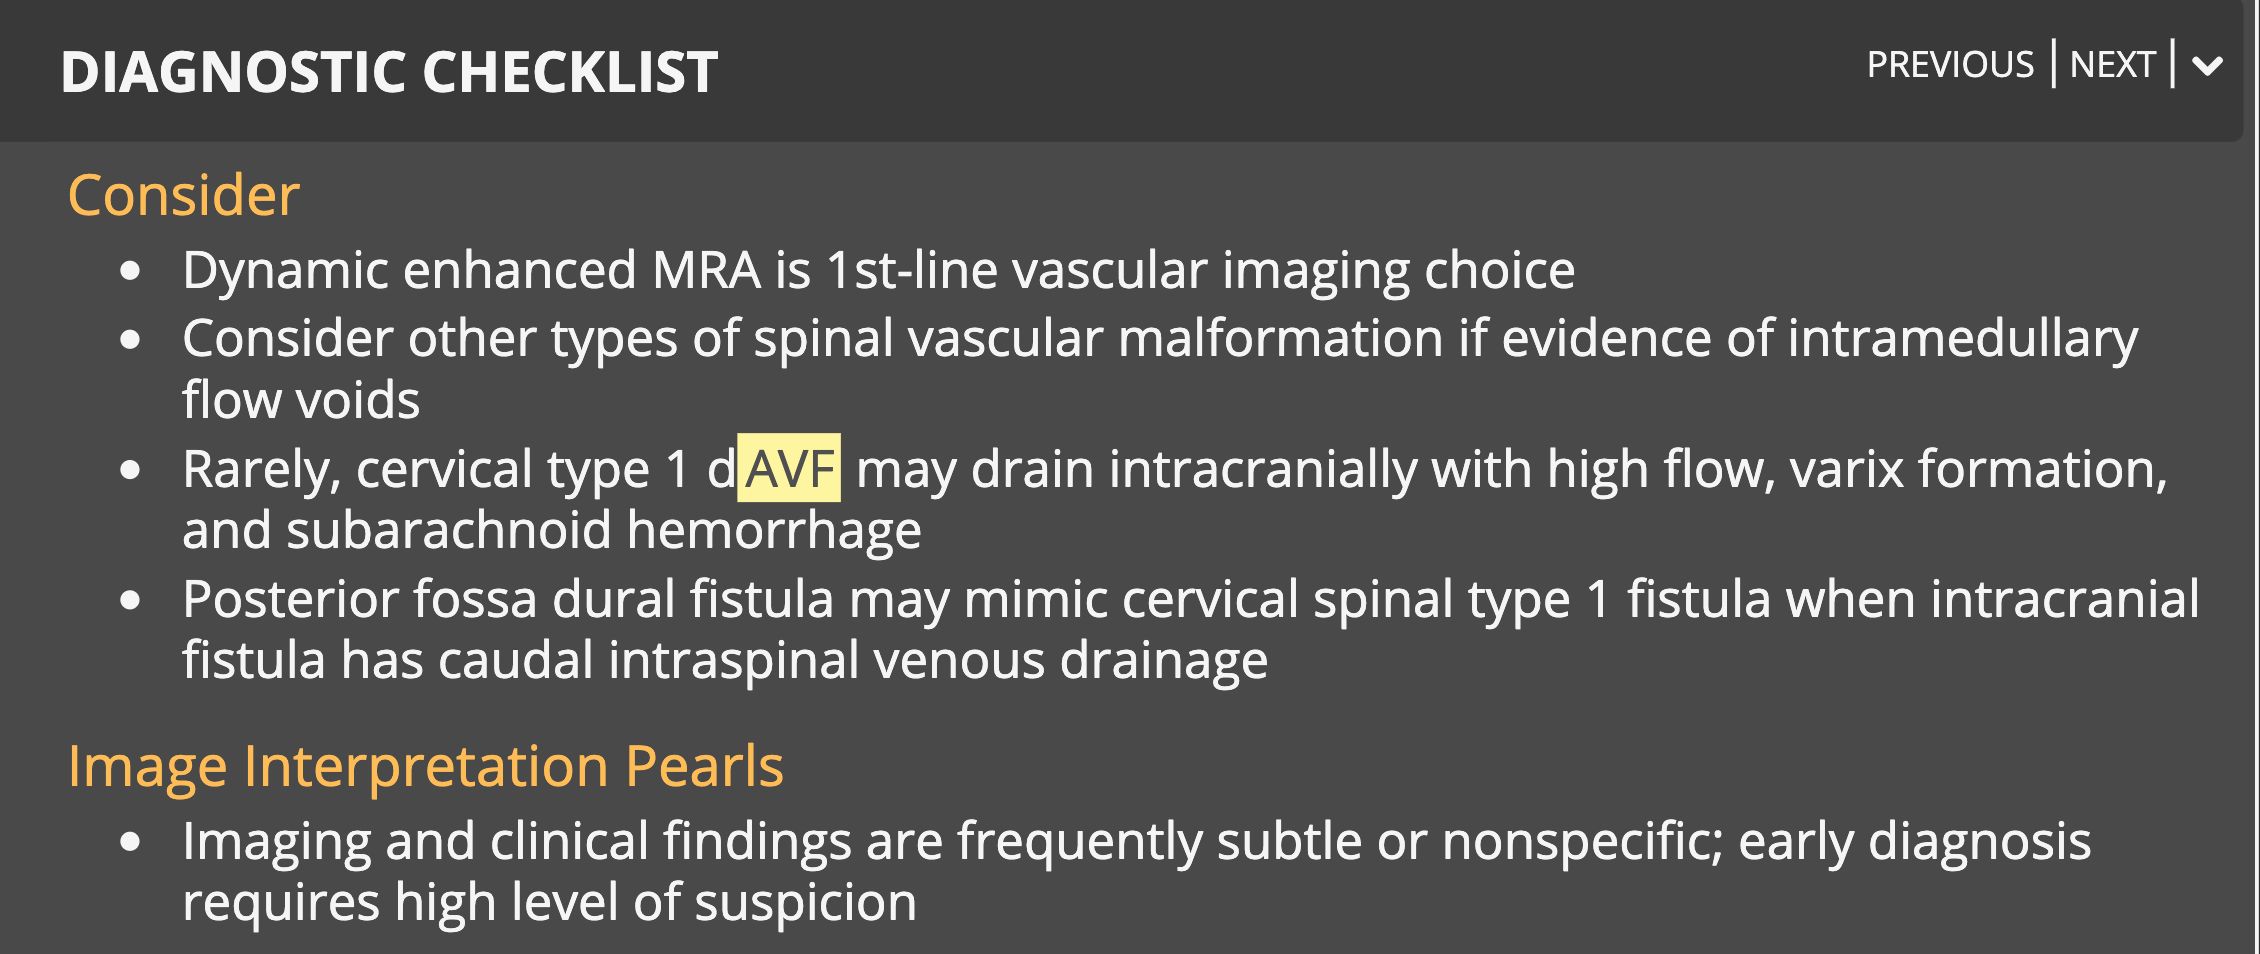 DIAGNOSTIC CHECKLIST
PREVIOUS | NEXT |
Consider
• Dynamic enhanced MRA is 1st-line vascular imaging choice
• Consider other types of spinal vascular malformation if evidence of intramedullary
flow voids
• Rarely, cervical type 1 dAVF may drain intracranially with high flow, varix formation,
and subarachnoid hemorrhage
• Posterior fossa dural fistula may mimic cervical spinal type 1 fistula when intracranial
fistula has caudal intraspinal venous drainage
Image Interpretation Pearls
• Imaging and clinical findings are frequently subtle or nonspecific; early diagnosis
requires high level of suspicion